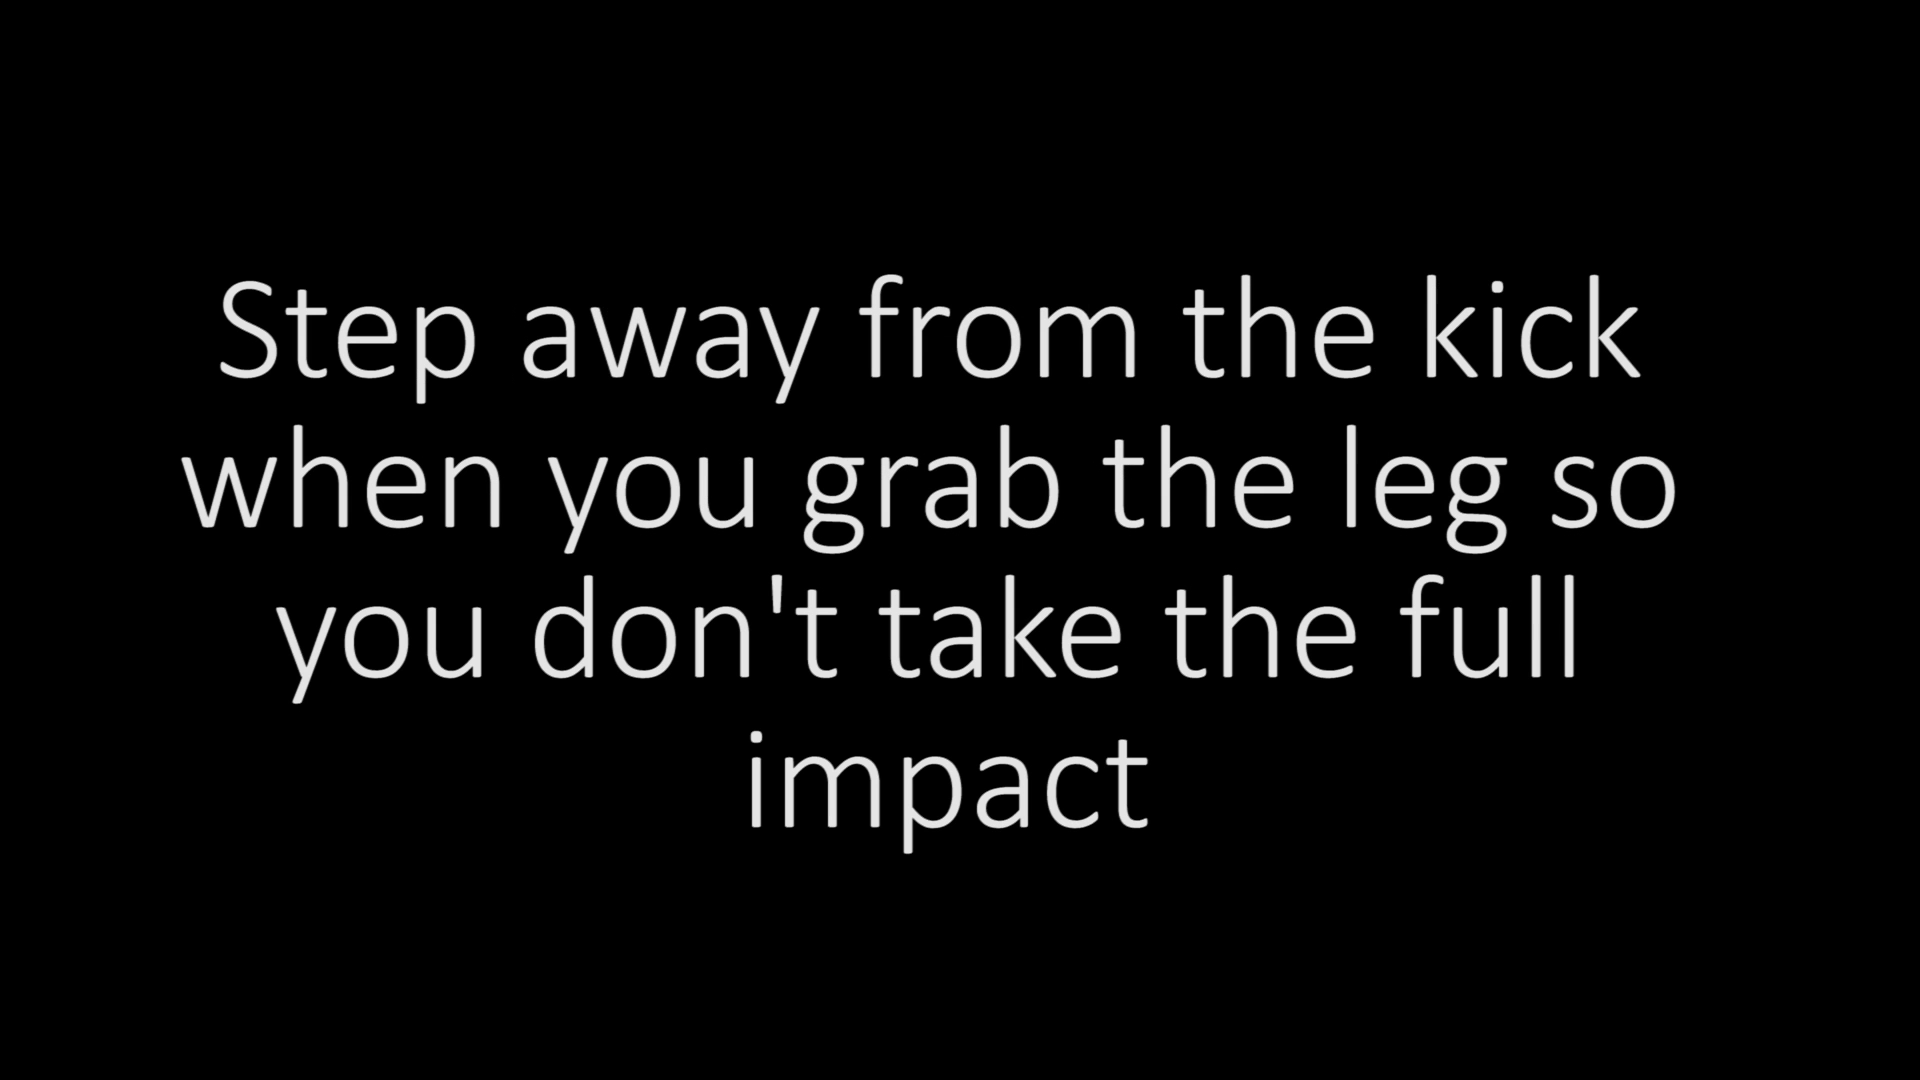 Step away from the kick
when you grab the leg so
you don't take the full
impact